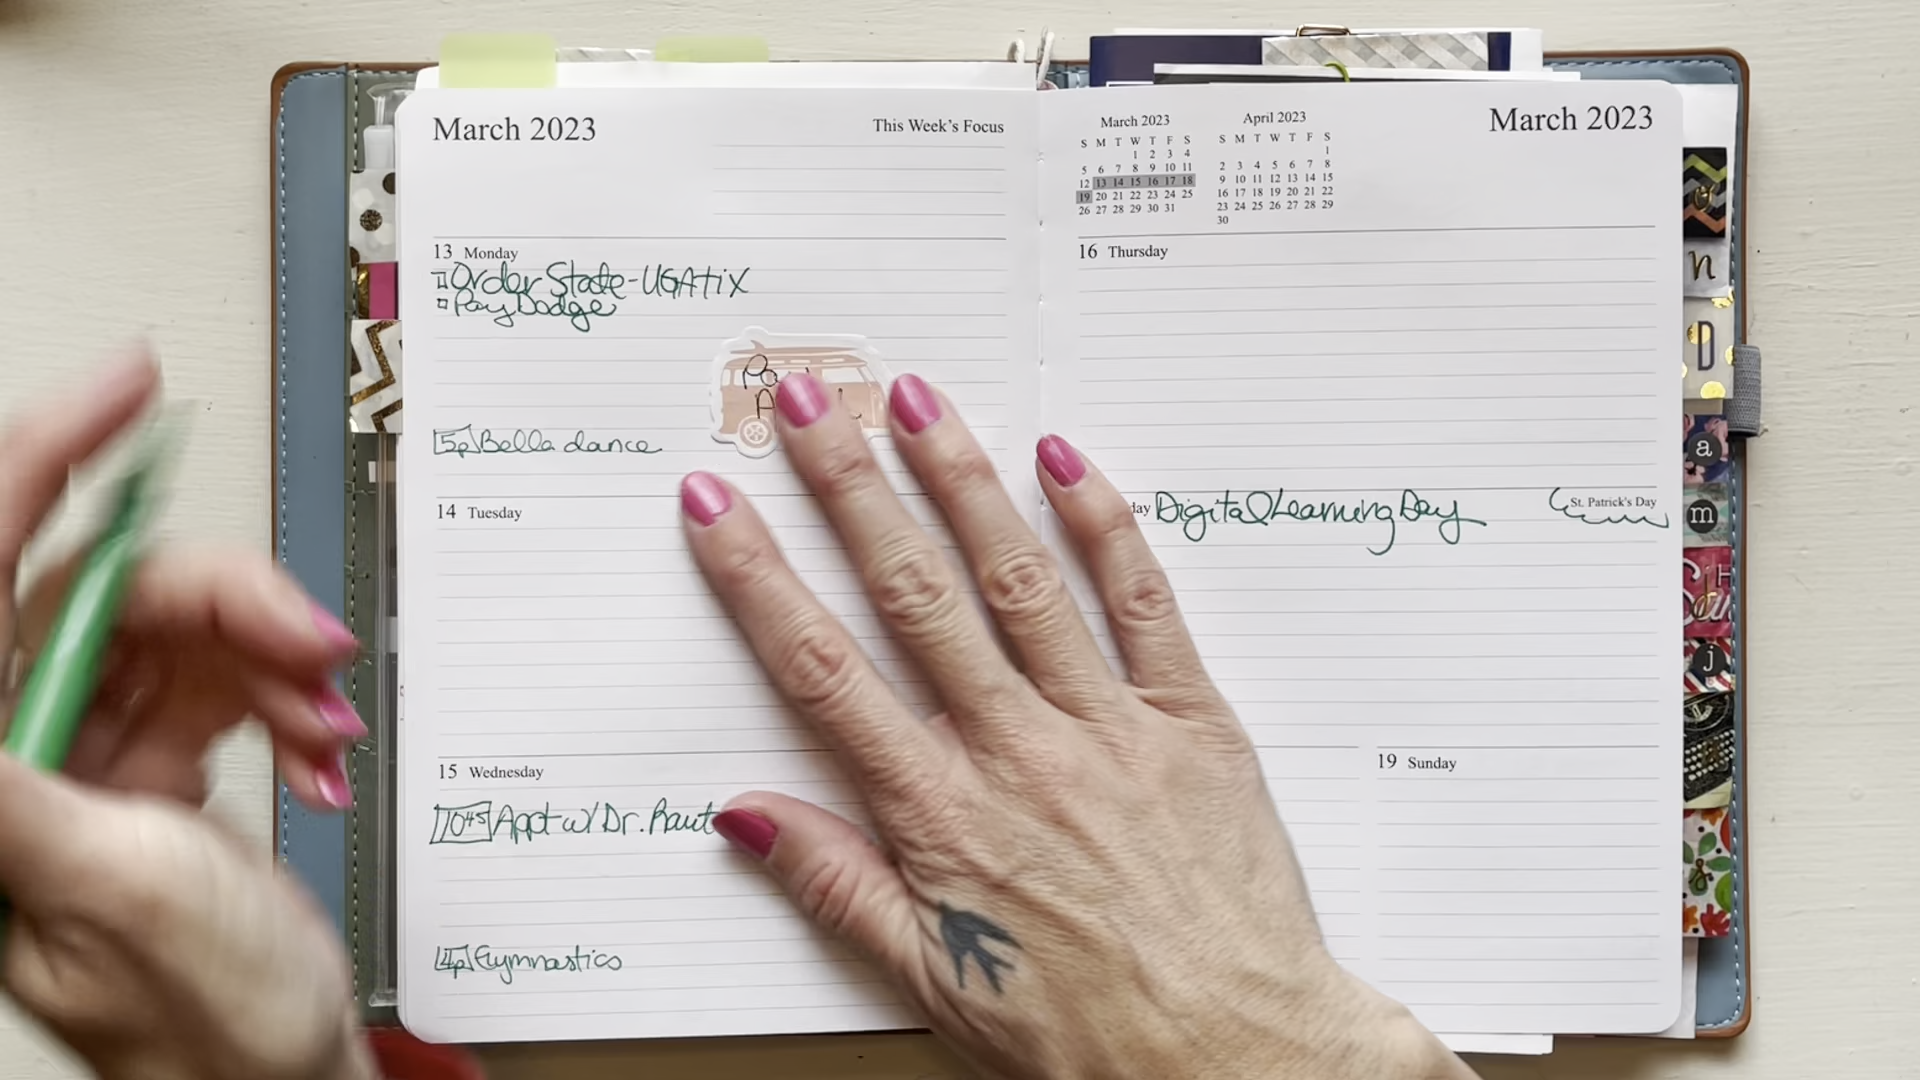 March 2023
This Week's Focus
13 Monday
Order State-UGA tix
Pay Dodge
5p Bella dance
14 Tuesday
15 Wednesday
1045 Appt w/ Dr. Raut
4p Gymnastics
March 2023
S M T W T F S
1 2 3 4
5 6 7 8 9 10 11
12 13 14 15 16 17 18
19 20 21 22 23 24 25
26 27 28 29 30 31
April 2023
S M T W T F S
1
2 3 4 5 6 7 8
9 10 11 12 13 14 15
16 17 18 19 20 21 22
23 24 25 26 27 28 29
30
March 2023
16 Thursday
day Digital Learning Day
St. Patrick's Day
19 Sunday
n
D
a
m
j